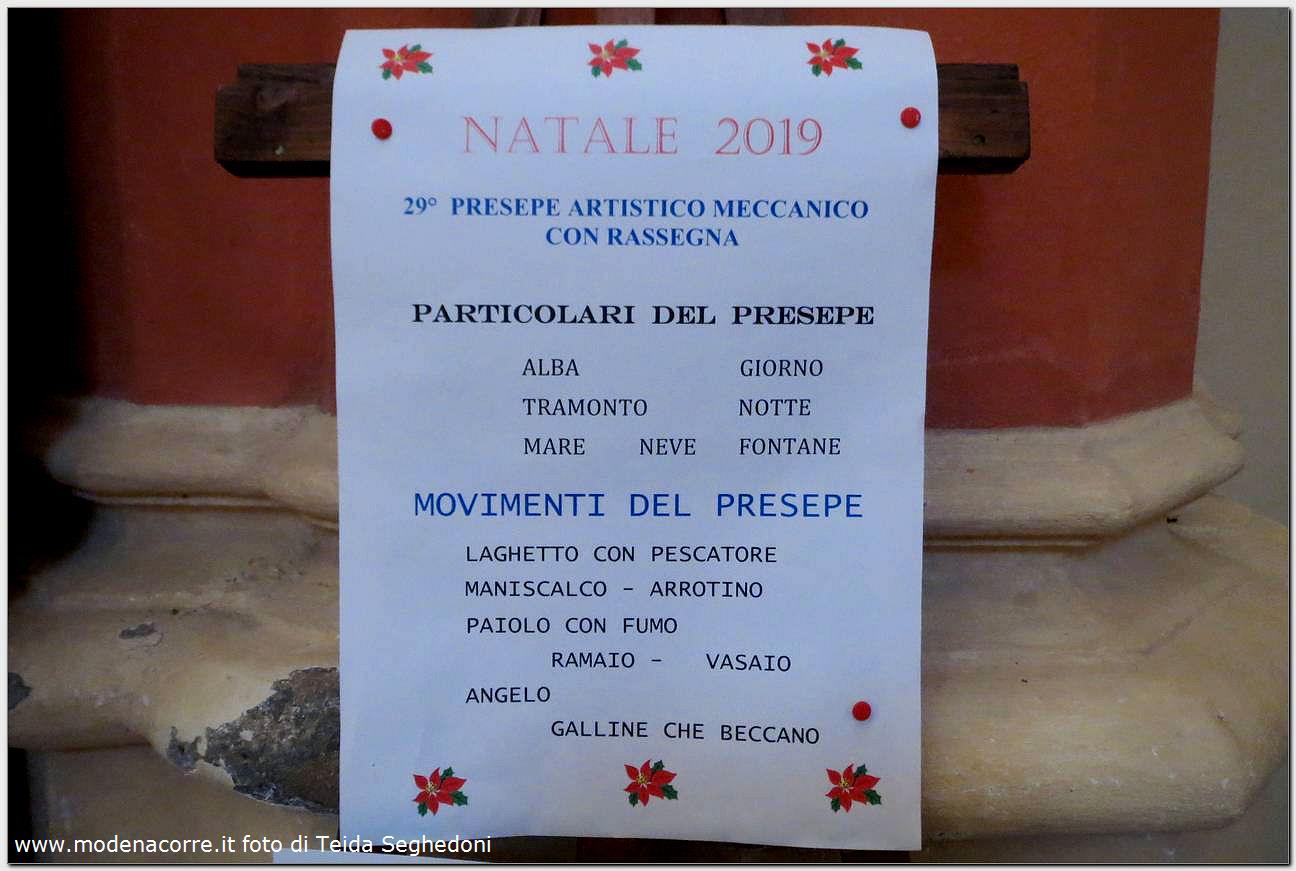 NATALE 2019
29° PRESEPE ARTISTICO MECCANICO
CON RASSEGNA
PARTICOLARI DEL PRESEPE
ALBA GIORNO
TRAMONTO NOTTE
MARE NEVE FONTANE
MOVIMENTI DEL PRESEPE
LAGHETTO CON PESCATORE
MANISCALCO - ARROTINO
PAIOLO CON FUMO
RAMAIO - VASAIO
ANGELO
GALLINE CHE BECCANO
www.modenacorre.it foto di Teida Seghedoni